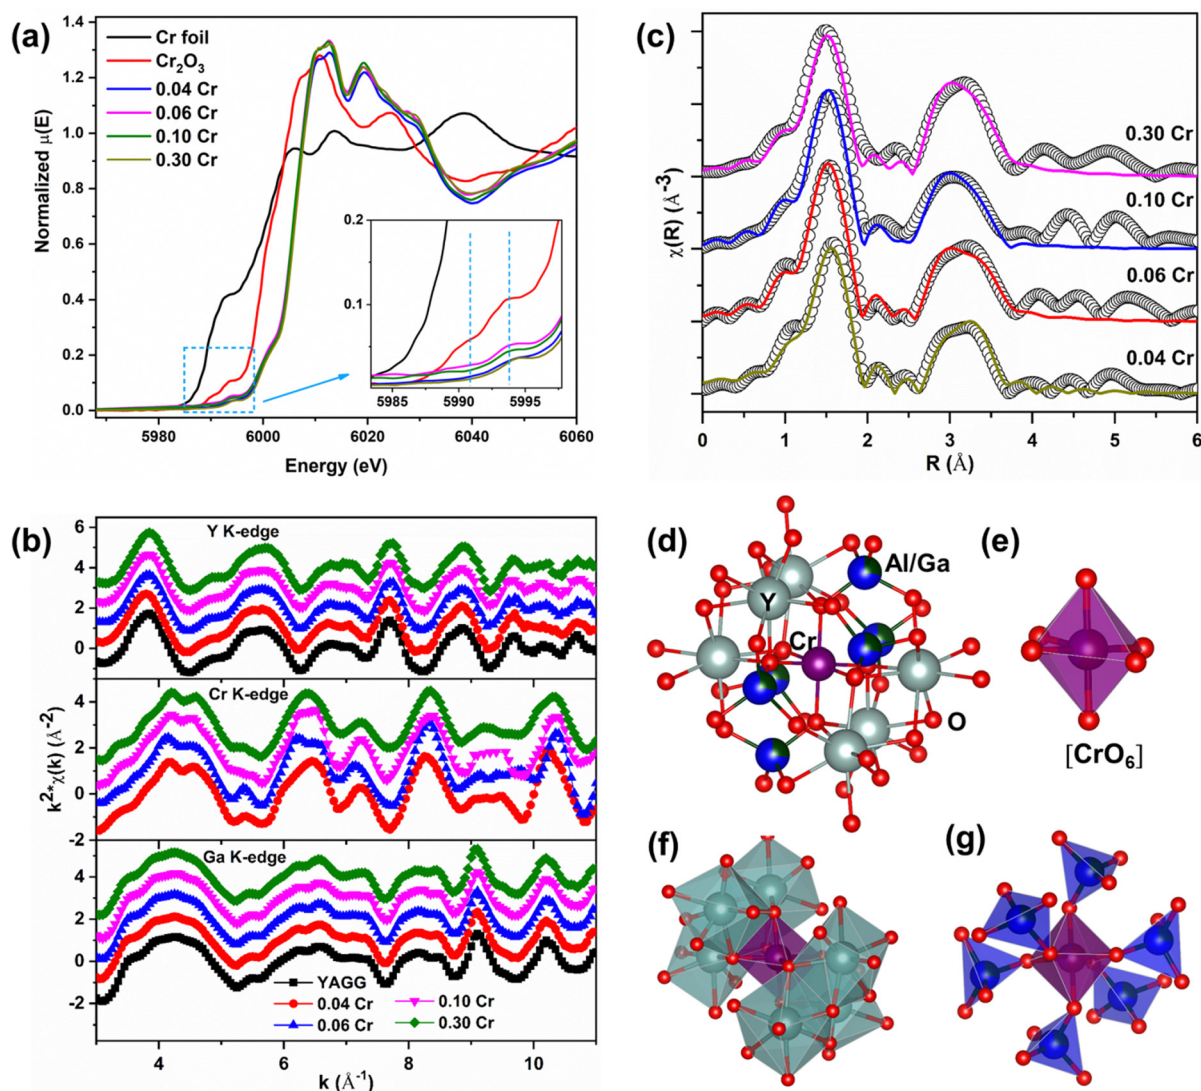 (a)
Cr foil
Cr₂O₃
0.04 Cr
0.06 Cr
0.10 Cr
0.30 Cr
Normalized μ(E)
1.4
1.2
1.0
0.8
0.6
0.4
0.2
0.0
0.2
0.1
5985 5990 5995
5980 6000 6020 6040 6060
Energy (eV)
(c)
χ(R) (Å⁻³)
0.30 Cr
0.10 Cr
0.06 Cr
0.04 Cr
0 1 2 3 4 5 6
R (Å)
(b)
Y K-edge
6
4
2
0
Cr K-edge
4
2
0
-2
Ga K-edge
4
2
0
-2
k²*χ(k) (Å⁻²)
YAGG
0.04 Cr
0.06 Cr
0.10 Cr
0.30 Cr
4 6 8 10
k (Å⁻¹)
(d)
Al/Ga
Y
Cr
O
(e)
[CrO₆]
(f)
(g)